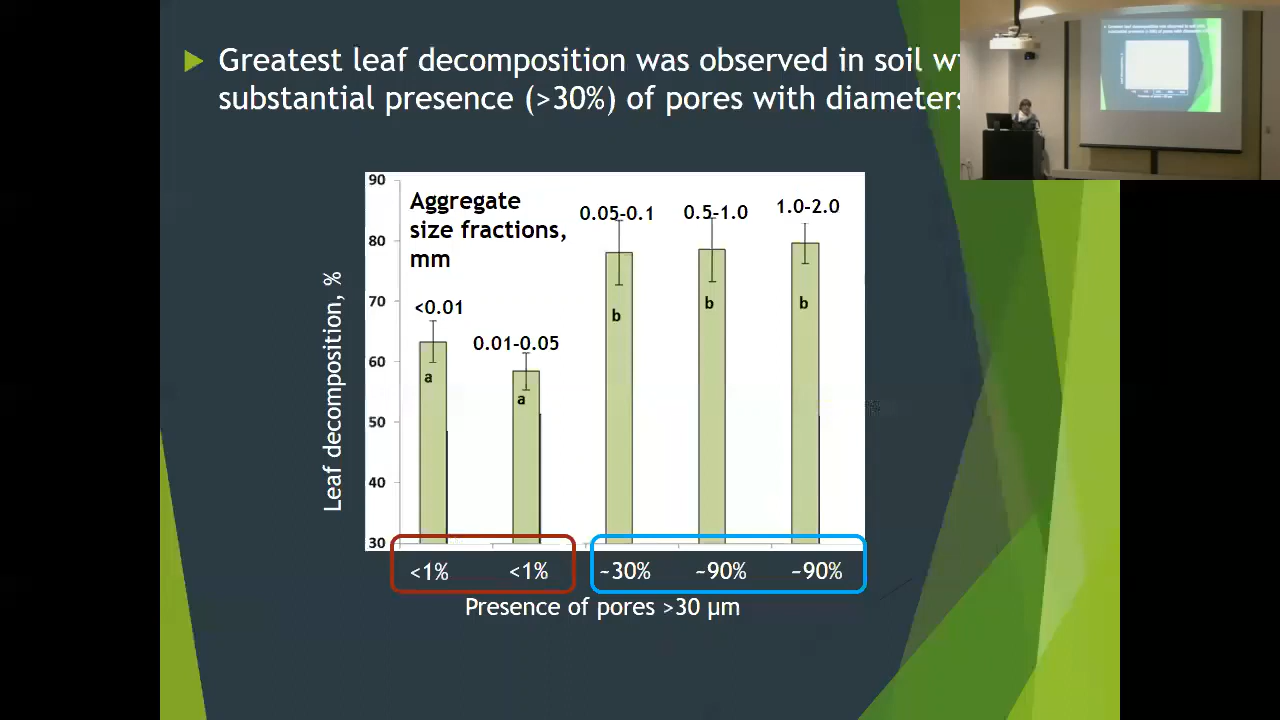 Greatest leaf decomposition was observed in soil
substantial presence (>30%) of pores with diameters
90
80
70
60
50
40
30
Leaf decomposition, %
Aggregate
size fractions,
mm
<0.01
0.01-0.05
0.05-0.1
0.5-1.0
1.0-2.0
a
a
b
b
b
<1%
<1%
~30%
~90%
~90%
Presence of pores >30 µm